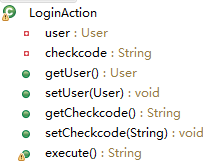 LoginAction
user : User
checkcode : String
getUser() : User
setUser(User) : void
getCheckcode() : String
setCheckcode(String) : void
execute() : String